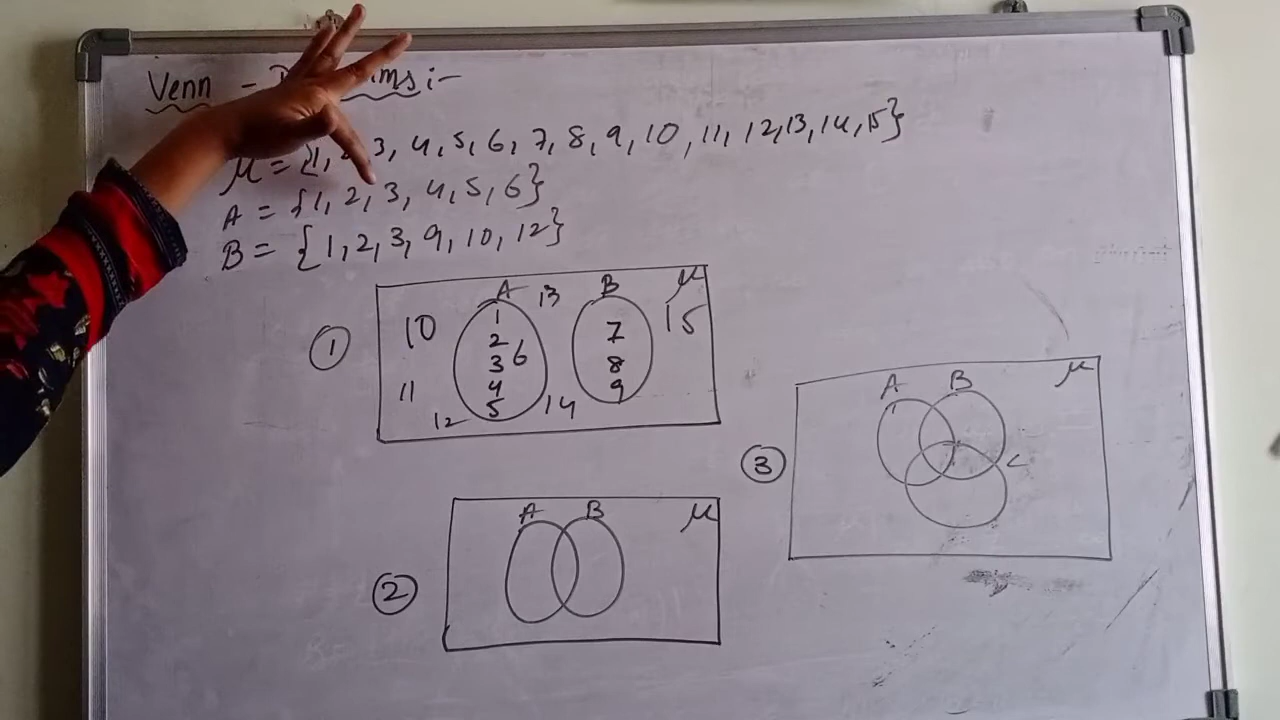 Venn -
μ = {1, 2, 3, 4, 5, 6, 7, 8, 9, 10, 11, 12, 13, 14, 15}
A = {1, 2, 3, 4, 5, 6}
B = {1, 2, 3, 9, 10, 12}
①
A
B
μ
10
11
12
1
2
3
4
5
6
13
14
7
8
9
15
②
A
B
μ
③
A
B
C
μ